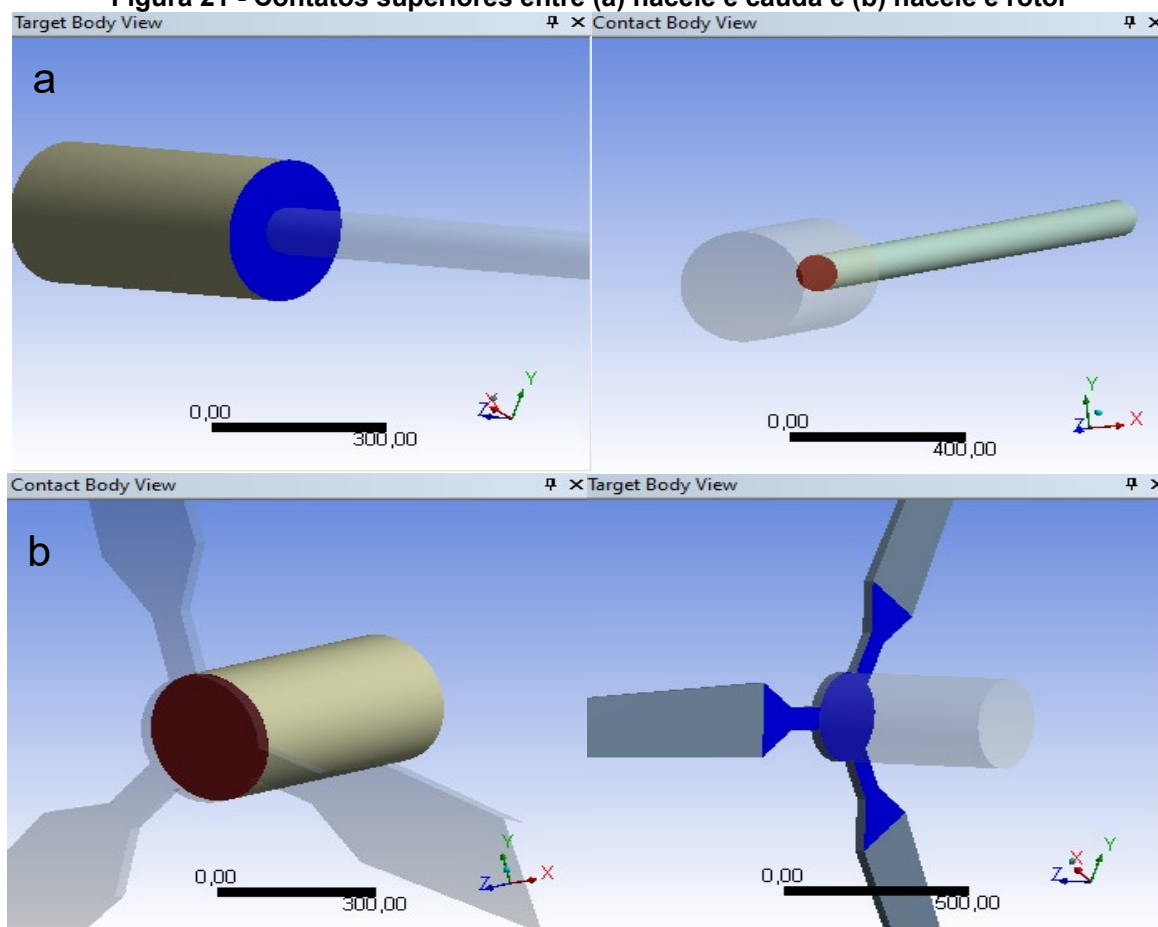 Figura 21 - Contatos superiores entre (a) nacele e cauda e (b) nacele e rotor
Target Body View
Contact Body View
a
Y
X
Z
0,00
300,00
Y
X
Z
0,00
400,00
Contact Body View
Target Body View
b
Y
X
Z
0,00
300,00
Y
X
Z
0,00
500,00